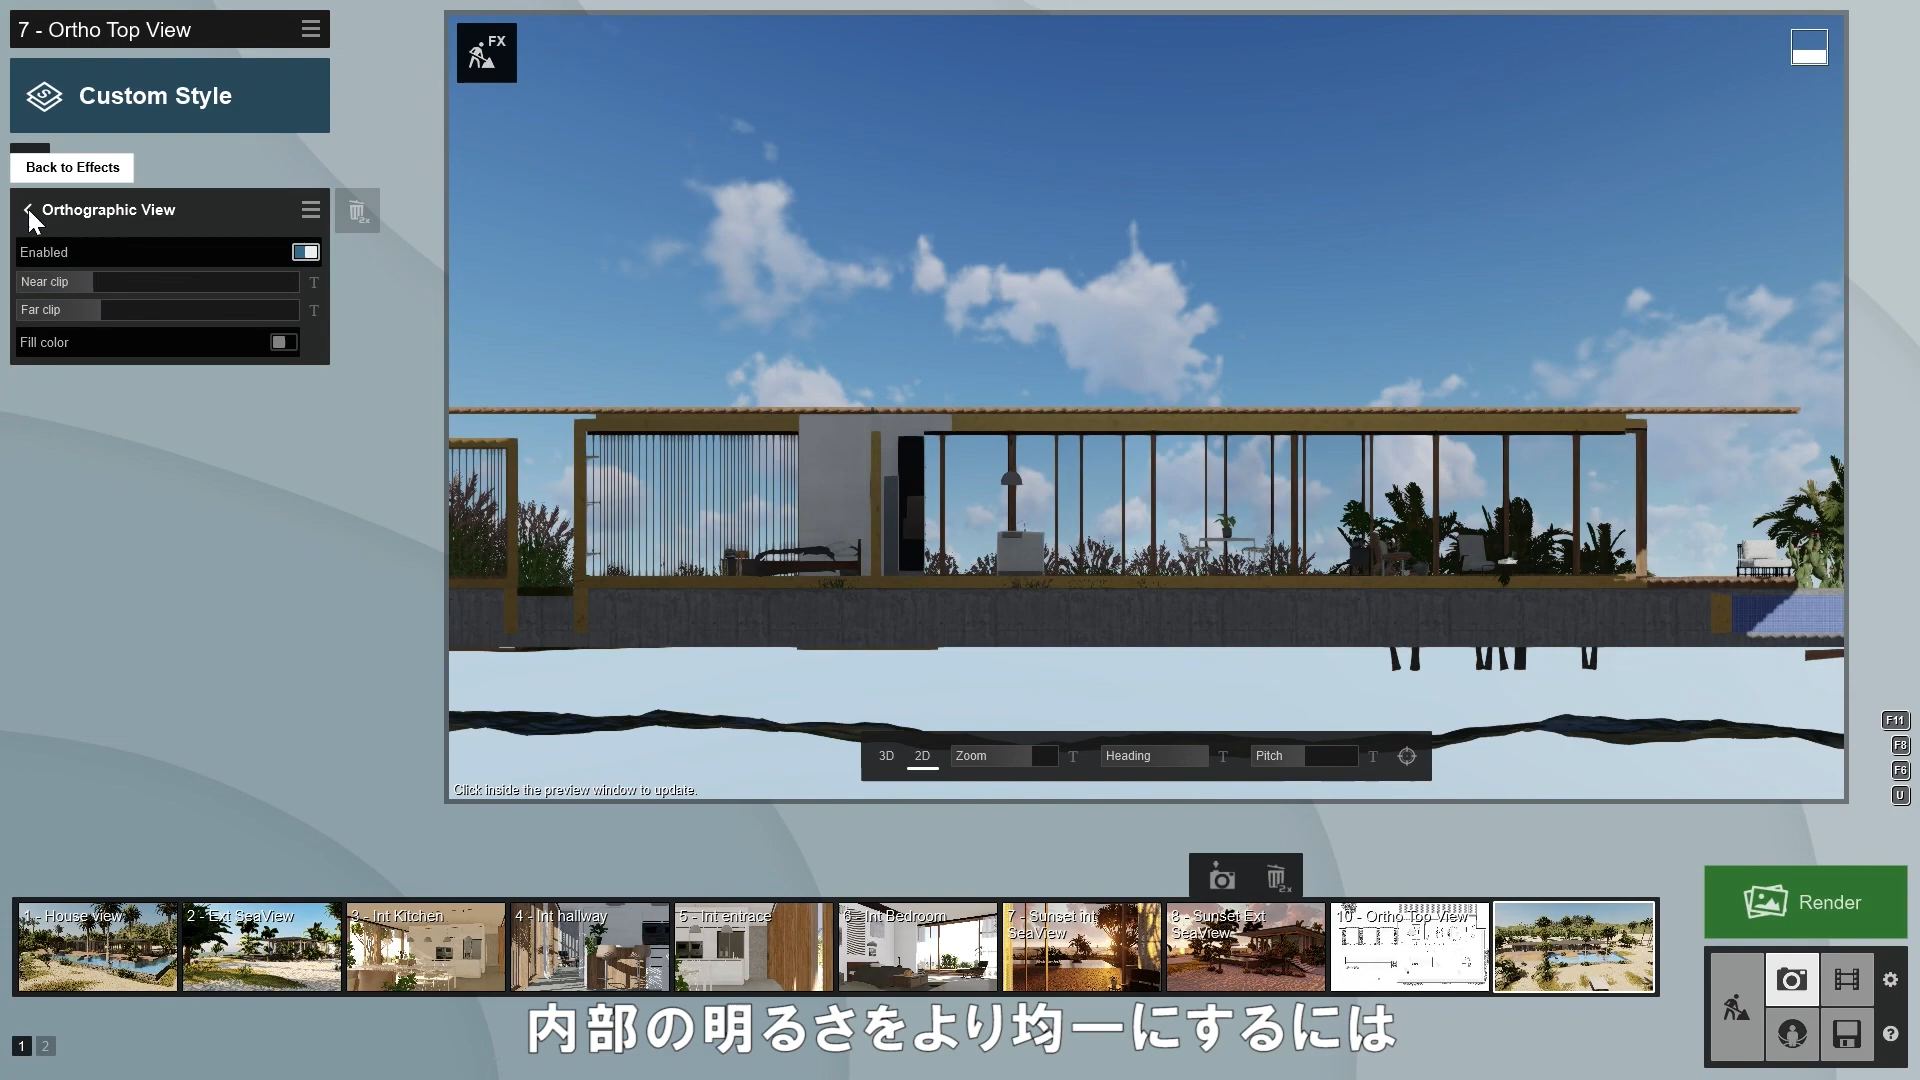 7 - Ortho Top View
Custom Style
Back to Effects
Orthographic View
Enabled
Near clip
T
Far clip
T
Fill color
FX
3D
2D
Zoom
T
Heading
T
Pitch
T
Click inside the preview window to update.
F11
F8
F6
U
2x
2x
1 - House view
2 - Ext SeaView
3 - Int Kitchen
4 - Int hallway
5 - Int entrace
6 - Int Bedroom
7 - Sunset int
SeaView
8 - Sunset Ext
SeaView
10 - Ortho Top View
Render
内部の明るさをより均一にするには
1
2
?